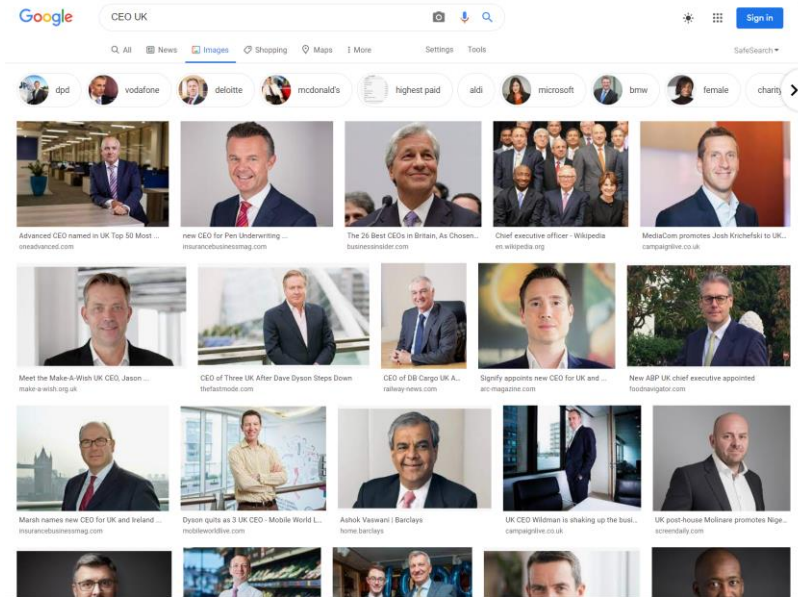 Google
CEO UK
Sign in
All News Images Shopping Maps More Settings Tools SafeSearch
dpd vodafone deloitte mcdonald's highest paid aldi microsoft bmw female charity
Advanced CEO named in UK Top 50 Most ...
oneadvanced.com
new CEO for Pen Underwriting ...
insurancebusinessmag.com
The 26 Best CEOs in Britain, As Chosen...
businessinsider.com
Chief executive officer - Wikipedia
en.wikipedia.org
MediaCom promotes Josh Krichefski to UK...
campaignlive.co.uk
Meet the Make-A-Wish UK CEO, Jason ...
make-a-wish.org.uk
CEO of Three UK After Dave Dyson Steps Down
thefastmode.com
CEO of DB Cargo UK A...
railway-news.com
Signify appoints new CEO for UK and ...
arc-magazine.com
New ABP UK chief executive appointed
foodnavigator.com
Marsh names new CEO for UK and Ireland ...
insurancebusinessmag.com
Dyson quits as 3 UK CEO - Mobile World L...
mobileworldlive.com
Ashok Vaswani | Barclays
home.barclays
UK CEO Wildman is shaking up the busi...
campaignlive.co.uk
UK post-house Molinare promotes Nige...
screendaily.com